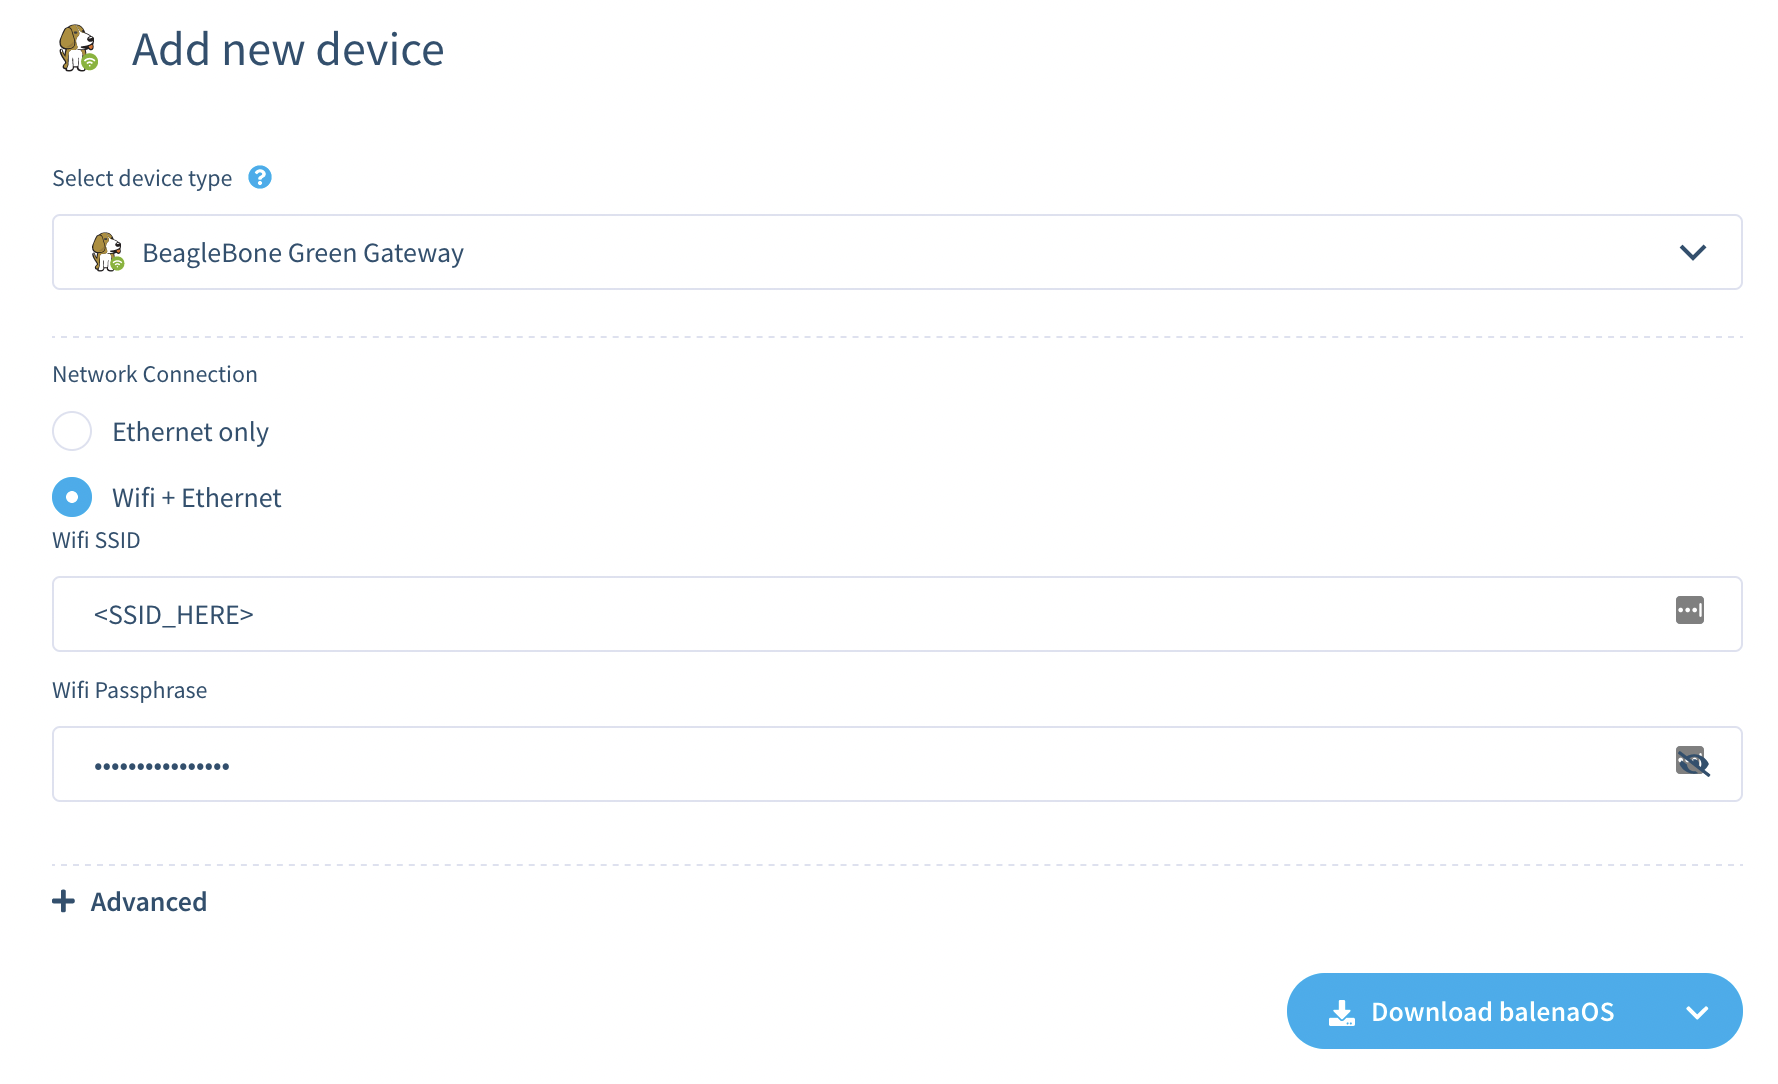 Add new device
Select device type
BeagleBone Green Gateway
Network Connection
Ethernet only
Wifi + Ethernet
Wifi SSID
<SSID_HERE>
Wifi Passphrase
••••••••••••••••
Advanced
Download balenaOS